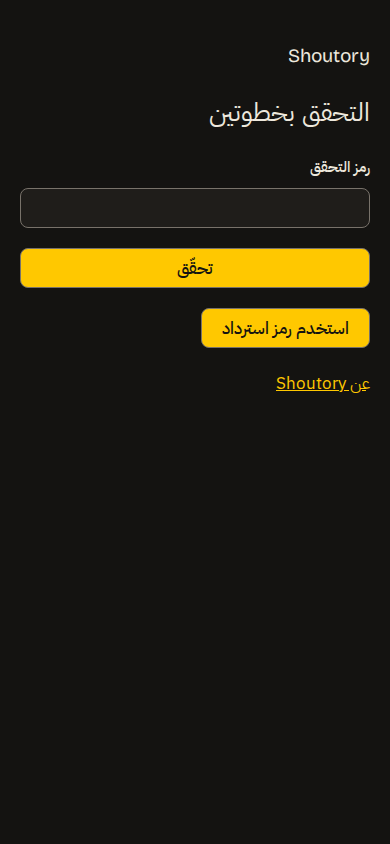 Shoutory
التحقق بخطوتين
رمز التحقق
تحقّق
استخدم رمز استرداد
عن Shoutory